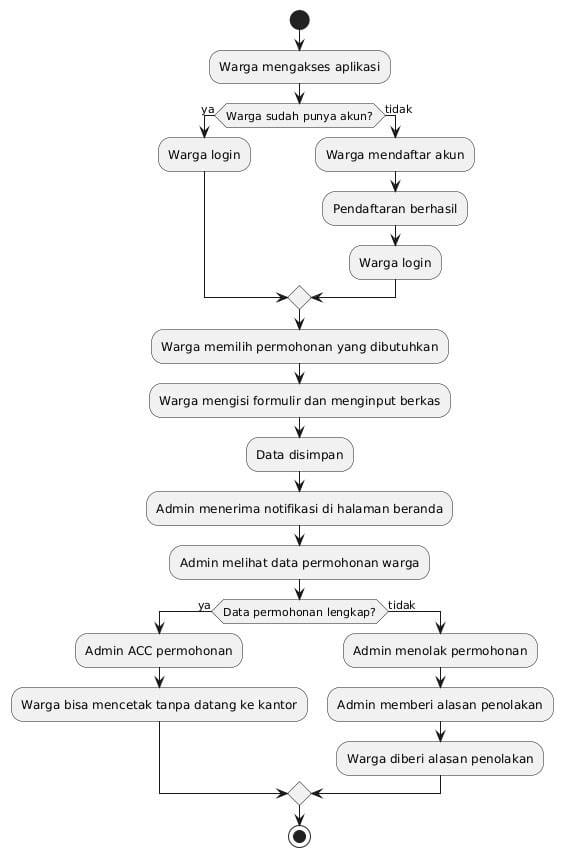 Warga mengakses aplikasi
ya
Warga sudah punya akun?
tidak
Warga login
Warga mendaftar akun
Pendaftaran berhasil
Warga login
Warga memilih permohonan yang dibutuhkan
Warga mengisi formulir dan menginput berkas
Data disimpan
Admin menerima notifikasi di halaman beranda
Admin melihat data permohonan warga
ya
Data permohonan lengkap?
tidak
Admin ACC permohonan
Admin menolak permohonan
Warga bisa mencetak tanpa datang ke kantor
Admin memberi alasan penolakan
Warga diberi alasan penolakan